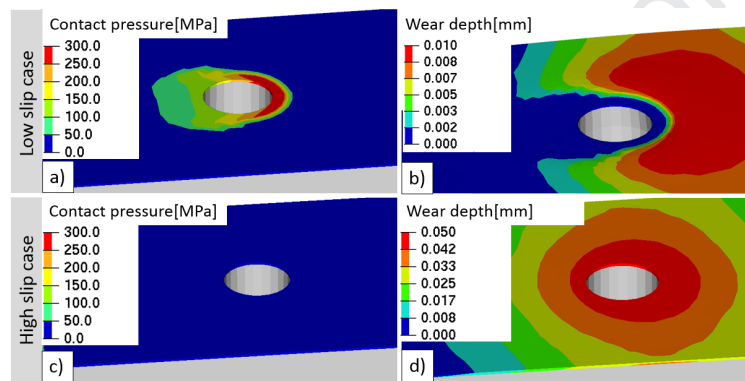 Low slip case
Contact pressure[MPa]
300.0
250.0
200.0
150.0
100.0
50.0
0.0
a)
Wear depth[mm]
0.010
0.008
0.007
0.005
0.003
0.002
0.000
b)
High slip case
Contact pressure[MPa]
300.0
250.0
200.0
150.0
100.0
50.0
0.0
c)
Wear depth[mm]
0.050
0.042
0.033
0.025
0.017
0.008
0.000
d)